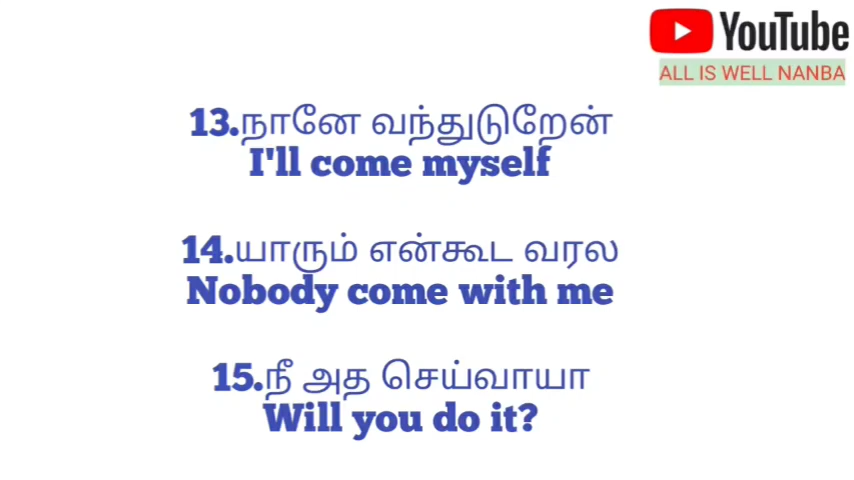 YouTube
ALL IS WELL NANBA
13.நானே வந்துடுறேன்
I'll come myself
14.யாரும் என்கூட வரல
Nobody come with me
15.நீ அத செய்வாயா
Will you do it?